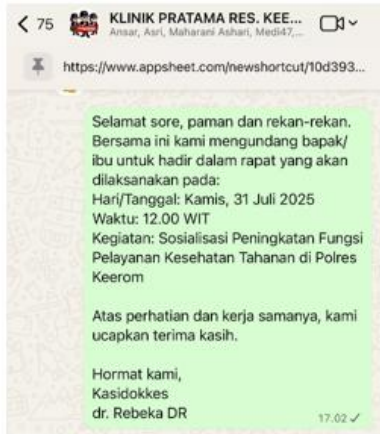 75
KLINIK PRATAMA RES. KEE...
Ansar, Asri, Maharani Ashari, Medi47,...
https://www.appsheet.com/newshortcut/10d393...
Selamat sore, paman dan rekan-rekan.
Bersama ini kami mengundang bapak/
ibu untuk hadir dalam rapat yang akan
dilaksanakan pada:
Hari/Tanggal: Kamis, 31 Juli 2025
Waktu: 12.00 WIT
Kegiatan: Sosialisasi Peningkatan Fungsi
Pelayanan Kesehatan Tahanan di Polres
Keerom
Atas perhatian dan kerja samanya, kami
ucapkan terima kasih.
Hormat kami,
Kasidokkes
dr. Rebeka DR
17.02